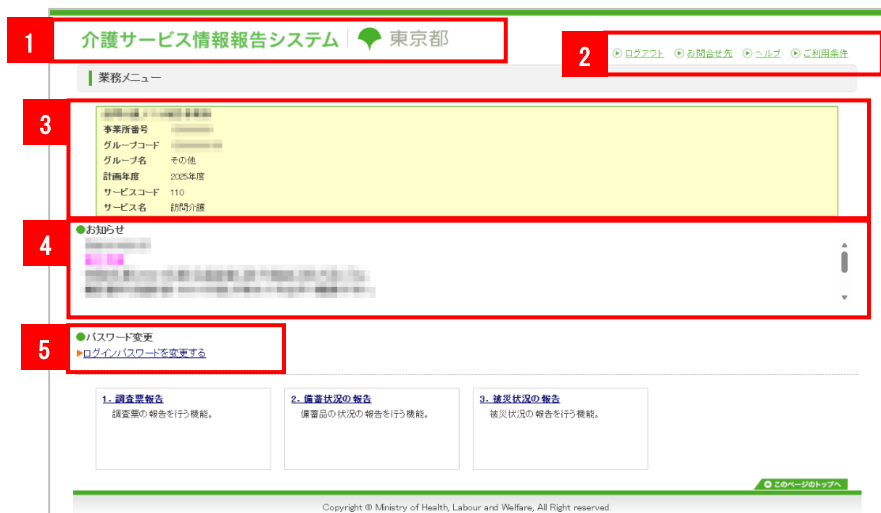 1
介護サービス情報報告システム 東京都
2
ログアウト お問合せ先 ヘルプ ご利用条件
業務メニュー
3
事業所番号
グループコード
グループ名 その他
計画年度 2025年度
サービスコード 110
サービス名 訪問介護
4
●お知らせ
5
●パスワード変更
ログインパスワードを変更する
1. 調査票報告
調査票の報告を行う機能。
2. 備蓄状況の報告
備蓄品の状況の報告を行う機能。
3. 被災状況の報告
被災状況の報告を行う機能。
このページのトップへ
Copyright © Ministry of Health, Labour and Welfare, All Right reserved.